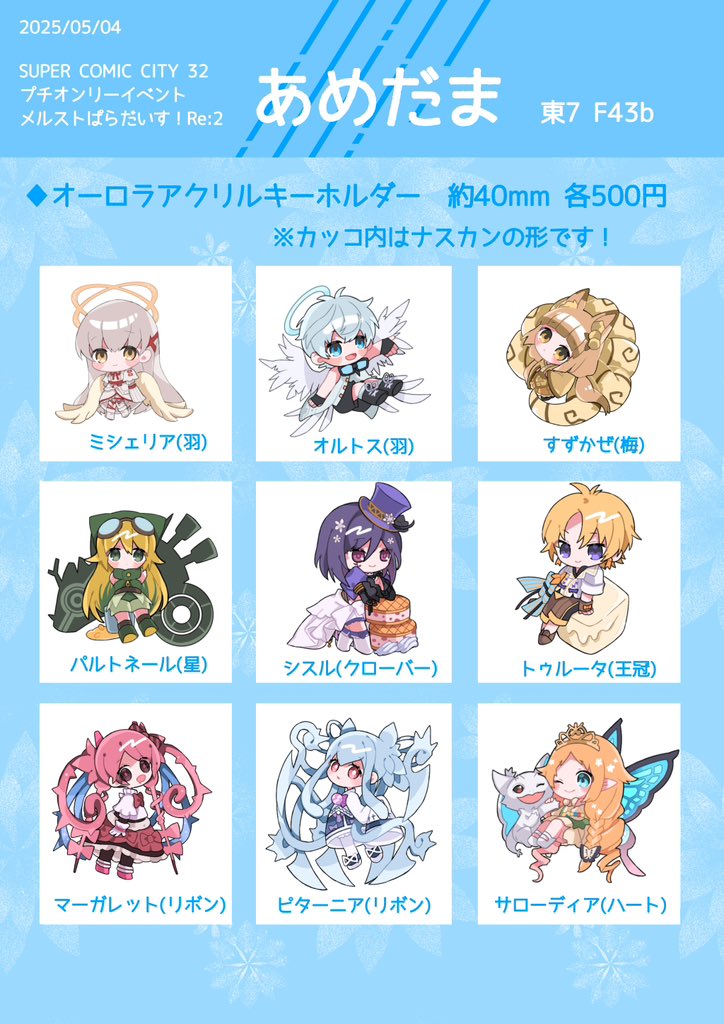 2025/05/04
SUPER COMIC CITY 32
プチオンリーイベント
メルストぱらだいす！Re:2
あめだま
東7 F43b
◆オーロラアクリルキーホルダー　約40mm 各500円
※カッコ内はナスカンの形です！
ミシェリア(羽)
オルトス(羽)
すずかぜ(梅)
パルトネール(星)
シスル(クローバー)
トゥルータ(王冠)
マーガレット(リボン)
ピターニア(リボン)
サローディア(ハート)